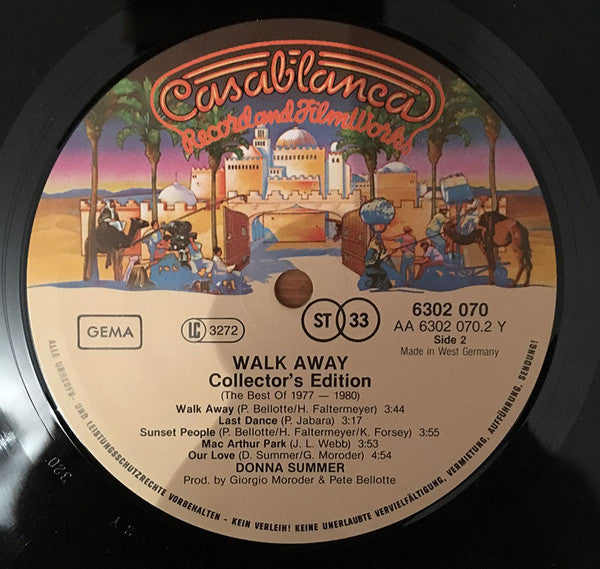 Casablanca
Record and FilmWorks
GEMA
LC 3272
ST 33
6302 070
AA 6302 070.2 Y
Side 2
Made in West Germany
WALK AWAY
Collector's Edition
(The Best Of 1977 — 1980)
Walk Away (P. Bellotte/H. Faltermeyer) 3:44
Last Dance (P. Jabara) 3:17
Sunset People (P. Bellotte/H. Faltermeyer/K. Forsey) 3:55
Mac Arthur Park (J. L. Webb) 3:53
Our Love (D. Summer/G. Moroder) 4:54
DONNA SUMMER
Prod. by Giorgio Moroder & Pete Bellotte
ALLE URHEBER- UND LEISTUNGSSCHUTZRECHTE VORBEHALTEN - KEIN VERLEIH! KEINE UNERLAUBTE VERVIELFÄLTIGUNG, VERMIETUNG, AUFFÜHRUNG, SENDUNG!
320